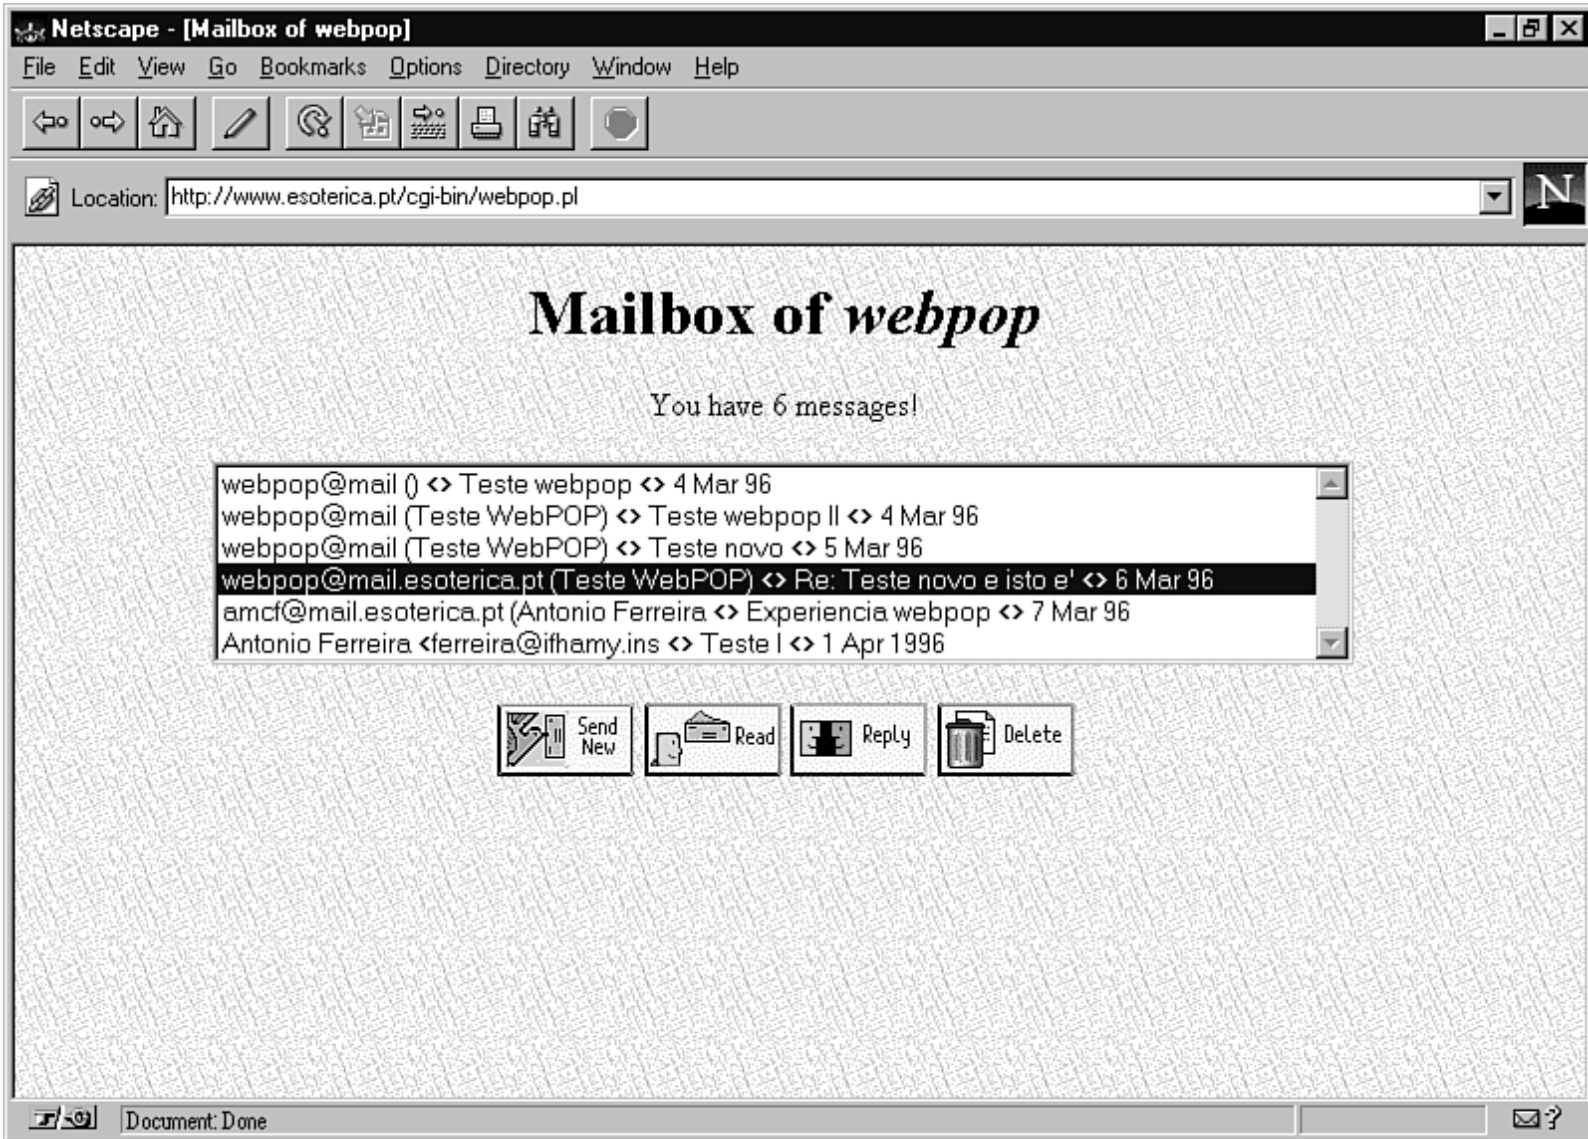 Netscape - [Mailbox of webpop]
File Edit View Go Bookmarks Options Directory Window Help
Location: http://www.esoterica.pt/cgi-bin/webpop.pl
N
Mailbox of webpop
You have 6 messages!
webpop@mail () <> Teste webpop <> 4 Mar 96
webpop@mail (Teste WebPOP) <> Teste webpop II <> 4 Mar 96
webpop@mail (Teste WebPOP) <> Teste novo <> 5 Mar 96
webpop@mail.esoterica.pt (Teste WebPOP) <> Re: Teste novo e isto e' <> 6 Mar 96
amcf@mail.esoterica.pt (Antonio Ferreira <> Experiencia webpop <> 7 Mar 96
Antonio Ferreira <ferreira@ifhamy.ins <> Teste I <> 1 Apr 1996
Send New Read Reply Delete
Document: Done